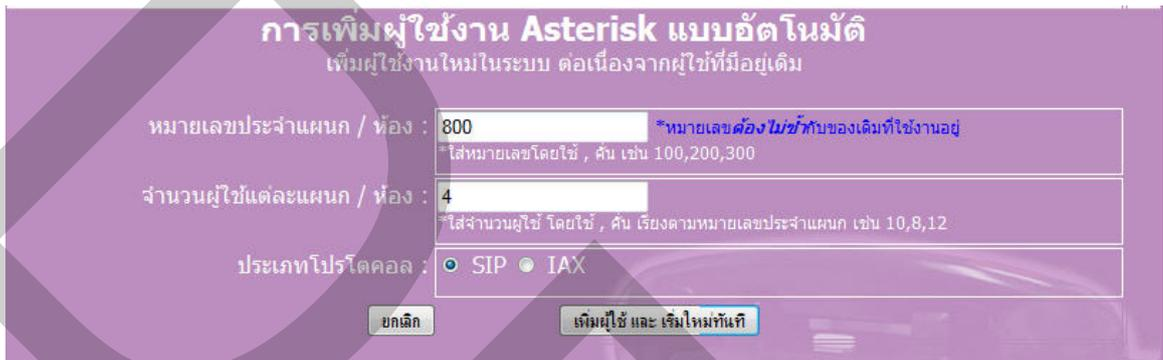 การเพิ่มผู้ใช้งาน Asterisk แบบอัตโนมัติ
เพิ่มผู้ใช้งานใหม่ในระบบ ต่อเนื่องจากผู้ใช้ที่มีอยู่เดิม
หมายเลขประจำแผนก / ห้อง : 800 *หมายเลขต้องไม่ซ้ำกับของเดิมที่ใช้งานอยู่
*ใส่หมายเลขโดยใช้ , คั่น เช่น 100,200,300
จำนวนผู้ใช้แต่ละแผนก / ห้อง : 4
*ใส่จำนวนผู้ใช้ โดยใช้ , คั่น เรียงตามหมายเลขประจำแผนก เช่น 10,8,12
ประเภทโปรโตคอล : SIP IAX
ยกเลิก เพิ่มผู้ใช้ และ เริ่มใหม่ทันที